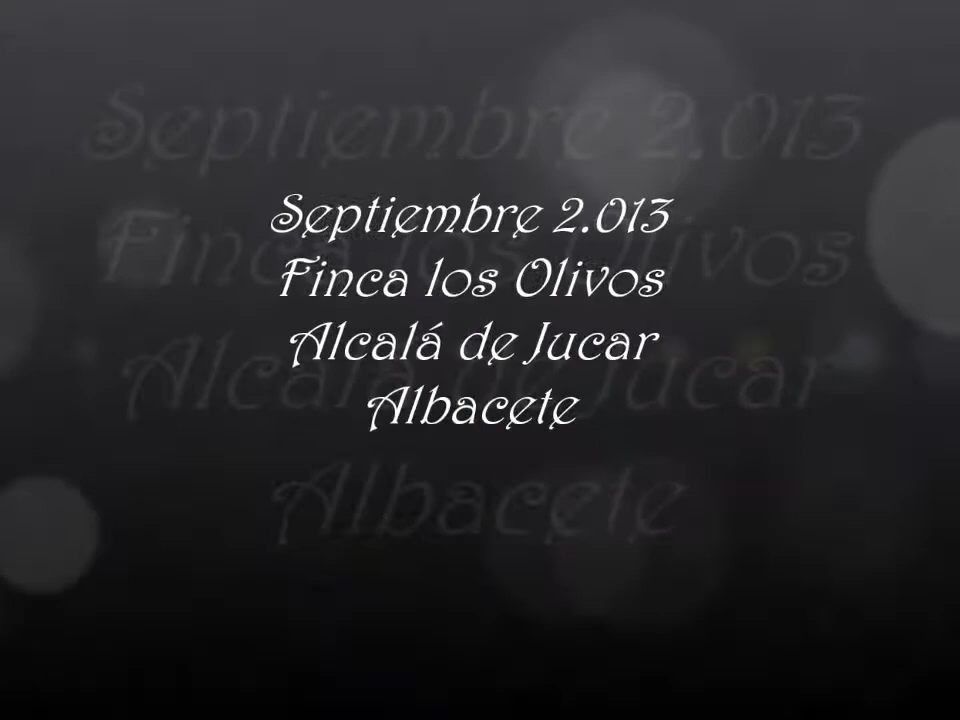 Septiembre 2.013
Finca los Olivos
Alcalá de Jucar
Albacete